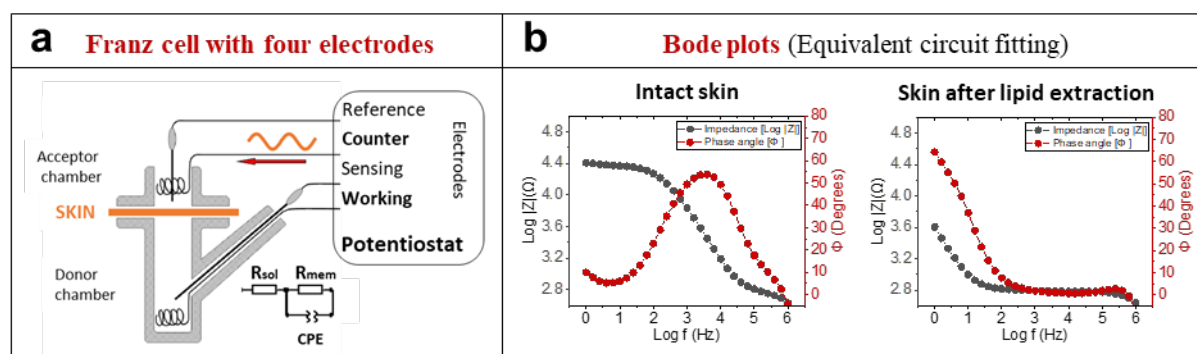 a Franz cell with four electrodes
Reference
Counter
Sensing
Working
Potentiostat
Electrodes
Acceptor
chamber
SKIN
Donor
chamber
Rsol
Rmem
CPE
b Bode plots (Equivalent circuit fitting)
Intact skin
Impedance [Log |Z|]
Phase angle [Φ ]
Log |Z|(Ω)
4.8
4.4
4.0
3.6
3.2
2.8
80
70
60
50
40
30
20
10
0
Φ (Degrees)
0 1 2 3 4 5 6
Log f (Hz)
Skin after lipid extraction
Impedance [Log |Z|]
Phase angle [Φ ]
Log |Z|(Ω)
4.8
4.4
4.0
3.6
3.2
2.8
80
70
60
50
40
30
20
10
0
Φ (Degrees)
0 1 2 3 4 5 6
Log f (Hz)